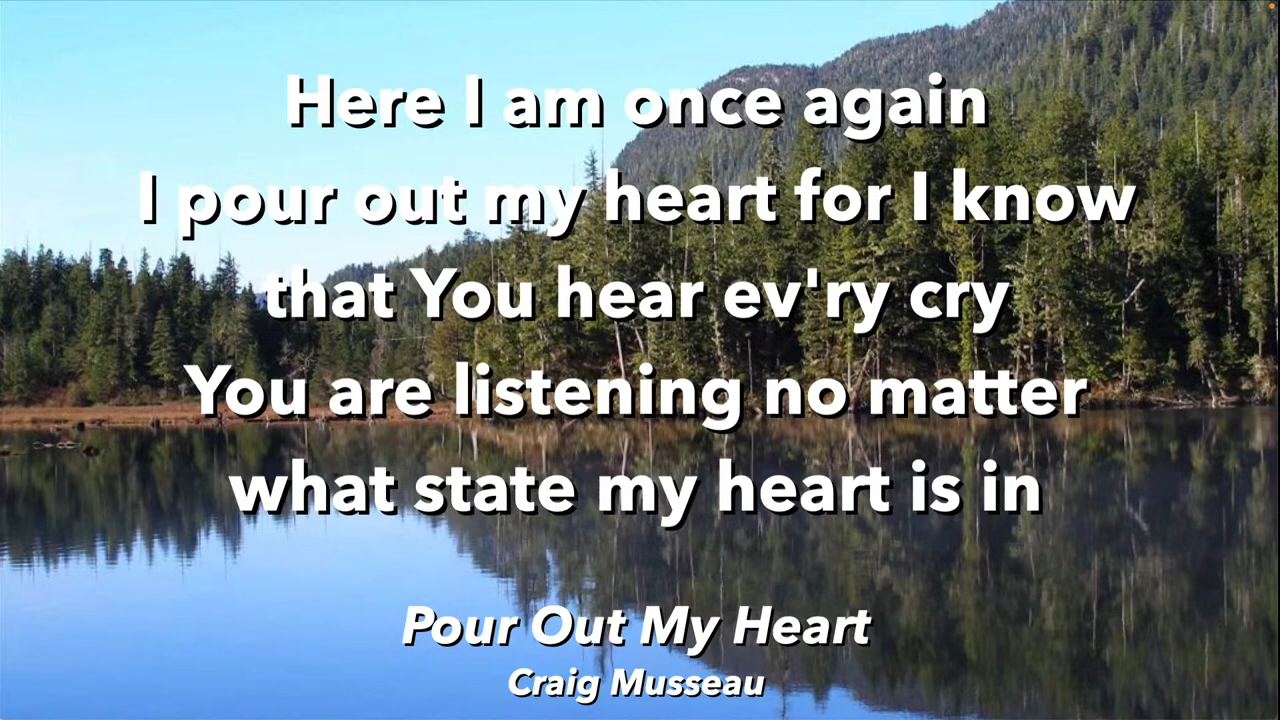 Here I am once again
I pour out my heart for I know
that You hear ev'ry cry
You are listening no matter
what state my heart is in
Pour Out My Heart
Craig Musseau